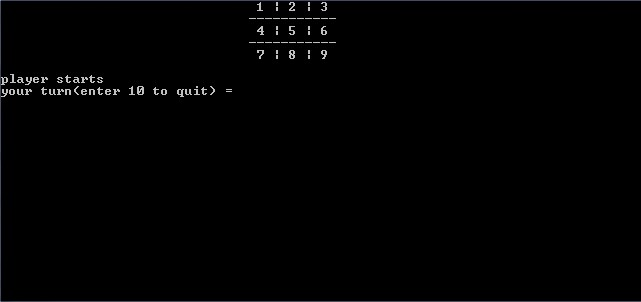 1 ¦ 2 ¦ 3
-----------
4 ¦ 5 ¦ 6
-----------
7 ¦ 8 ¦ 9
player starts
your turn(enter 10 to quit) =